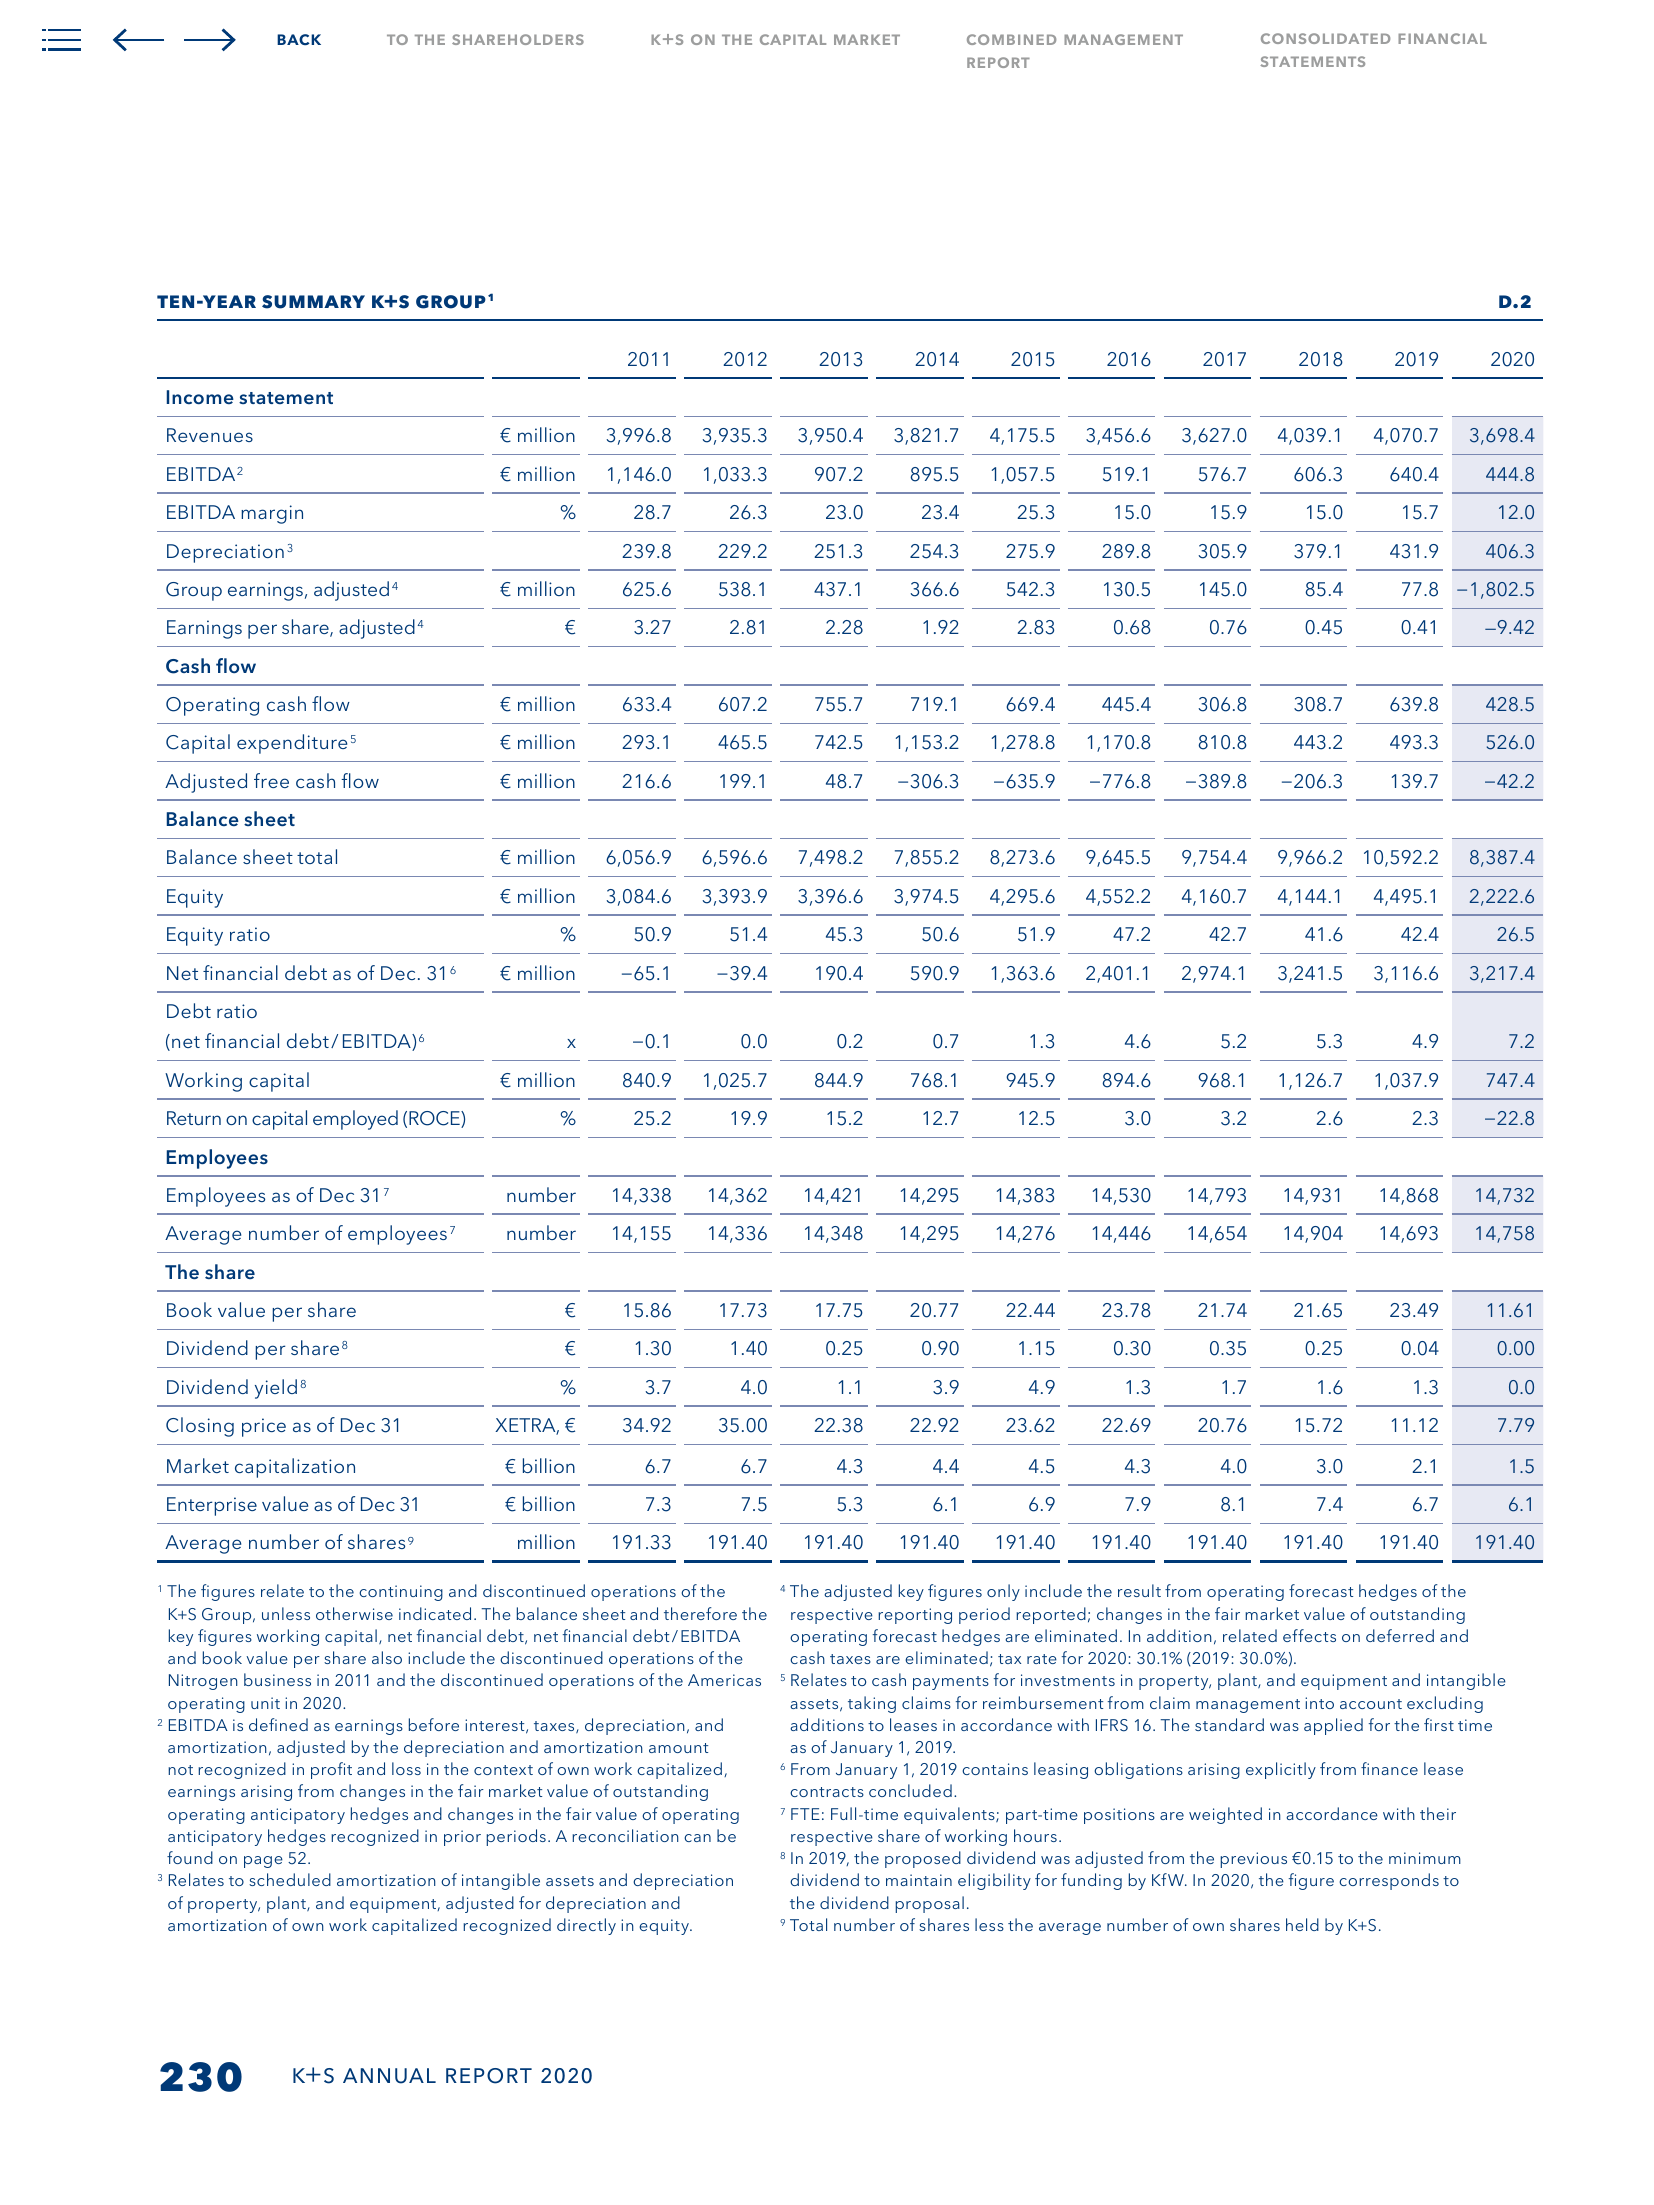 BACK
TO THE SHAREHOLDERS
K+S ON THE CAPITAL MARKET
COMBINED MANAGEMENT
REPORT
CONSOLIDATED FINANCIAL
STATEMENTS
TEN-YEAR SUMMARY K+S GROUP¹ D.2
2011 2012 2013 2014 2015 2016 2017 2018 2019 2020
Income statement
Revenues € million 3,996.8 3,935.3 3,950.4 3,821.7 4,175.5 3,456.6 3,627.0 4,039.1 4,070.7 3,698.4
EBITDA² € million 1,146.0 1,033.3 907.2 895.5 1,057.5 519.1 576.7 606.3 640.4 444.8
EBITDA margin % 28.7 26.3 23.0 23.4 25.3 15.0 15.9 15.0 15.7 12.0
Depreciation³ 239.8 229.2 251.3 254.3 275.9 289.8 305.9 379.1 431.9 406.3
Group earnings, adjusted⁴ € million 625.6 538.1 437.1 366.6 542.3 130.5 145.0 85.4 77.8 −1,802.5
Earnings per share, adjusted⁴ € 3.27 2.81 2.28 1.92 2.83 0.68 0.76 0.45 0.41 −9.42
Cash flow
Operating cash flow € million 633.4 607.2 755.7 719.1 669.4 445.4 306.8 308.7 639.8 428.5
Capital expenditure⁵ € million 293.1 465.5 742.5 1,153.2 1,278.8 1,170.8 810.8 443.2 493.3 526.0
Adjusted free cash flow € million 216.6 199.1 48.7 −306.3 −635.9 −776.8 −389.8 −206.3 139.7 −42.2
Balance sheet
Balance sheet total € million 6,056.9 6,596.6 7,498.2 7,855.2 8,273.6 9,645.5 9,754.4 9,966.2 10,592.2 8,387.4
Equity € million 3,084.6 3,393.9 3,396.6 3,974.5 4,295.6 4,552.2 4,160.7 4,144.1 4,495.1 2,222.6
Equity ratio % 50.9 51.4 45.3 50.6 51.9 47.2 42.7 41.6 42.4 26.5
Net financial debt as of Dec. 31⁶ € million −65.1 −39.4 190.4 590.9 1,363.6 2,401.1 2,974.1 3,241.5 3,116.6 3,217.4
Debt ratio
(net financial debt / EBITDA)⁶ x −0.1 0.0 0.2 0.7 1.3 4.6 5.2 5.3 4.9 7.2
Working capital € million 840.9 1,025.7 844.9 768.1 945.9 894.6 968.1 1,126.7 1,037.9 747.4
Return on capital employed (ROCE) % 25.2 19.9 15.2 12.7 12.5 3.0 3.2 2.6 2.3 −22.8
Employees
Employees as of Dec 31⁷ number 14,338 14,362 14,421 14,295 14,383 14,530 14,793 14,931 14,868 14,732
Average number of employees⁷ number 14,155 14,336 14,348 14,295 14,276 14,446 14,654 14,904 14,693 14,758
The share
Book value per share € 15.86 17.73 17.75 20.77 22.44 23.78 21.74 21.65 23.49 11.61
Dividend per share⁸ € 1.30 1.40 0.25 0.90 1.15 0.30 0.35 0.25 0.04 0.00
Dividend yield⁸ % 3.7 4.0 1.1 3.9 4.9 1.3 1.7 1.6 1.3 0.0
Closing price as of Dec 31 XETRA, € 34.92 35.00 22.38 22.92 23.62 22.69 20.76 15.72 11.12 7.79
Market capitalization € billion 6.7 6.7 4.3 4.4 4.5 4.3 4.0 3.0 2.1 1.5
Enterprise value as of Dec 31 € billion 7.3 7.5 5.3 6.1 6.9 7.9 8.1 7.4 6.7 6.1
Average number of shares⁹ million 191.33 191.40 191.40 191.40 191.40 191.40 191.40 191.40 191.40 191.40
¹ The figures relate to the continuing and discontinued operations of the
K+S Group, unless otherwise indicated. The balance sheet and therefore the
key figures working capital, net financial debt, net financial debt / EBITDA
and book value per share also include the discontinued operations of the
Nitrogen business in 2011 and the discontinued operations of the Americas
operating unit in 2020.
² EBITDA is defined as earnings before interest, taxes, depreciation, and
amortization, adjusted by the depreciation and amortization amount
not recognized in profit and loss in the context of own work capitalized,
earnings arising from changes in the fair market value of outstanding
operating anticipatory hedges and changes in the fair value of operating
anticipatory hedges recognized in prior periods. A reconciliation can be
found on page 52.
³ Relates to scheduled amortization of intangible assets and depreciation
of property, plant, and equipment, adjusted for depreciation and
amortization of own work capitalized recognized directly in equity.
⁴ The adjusted key figures only include the result from operating forecast hedges of the
respective reporting period reported; changes in the fair market value of outstanding
operating forecast hedges are eliminated. In addition, related effects on deferred and
cash taxes are eliminated; tax rate for 2020: 30.1% (2019: 30.0%).
⁵ Relates to cash payments for investments in property, plant, and equipment and intangible
assets, taking claims for reimbursement from claim management into account excluding
additions to leases in accordance with IFRS 16. The standard was applied for the first time
as of January 1, 2019.
⁶ From January 1, 2019 contains leasing obligations arising explicitly from finance lease
contracts concluded.
⁷ FTE: Full-time equivalents; part-time positions are weighted in accordance with their
respective share of working hours.
⁸ In 2019, the proposed dividend was adjusted from the previous €0.15 to the minimum
dividend to maintain eligibility for funding by KfW. In 2020, the figure corresponds to
the dividend proposal.
⁹ Total number of shares less the average number of own shares held by K+S.
230 K+S ANNUAL REPORT 2020